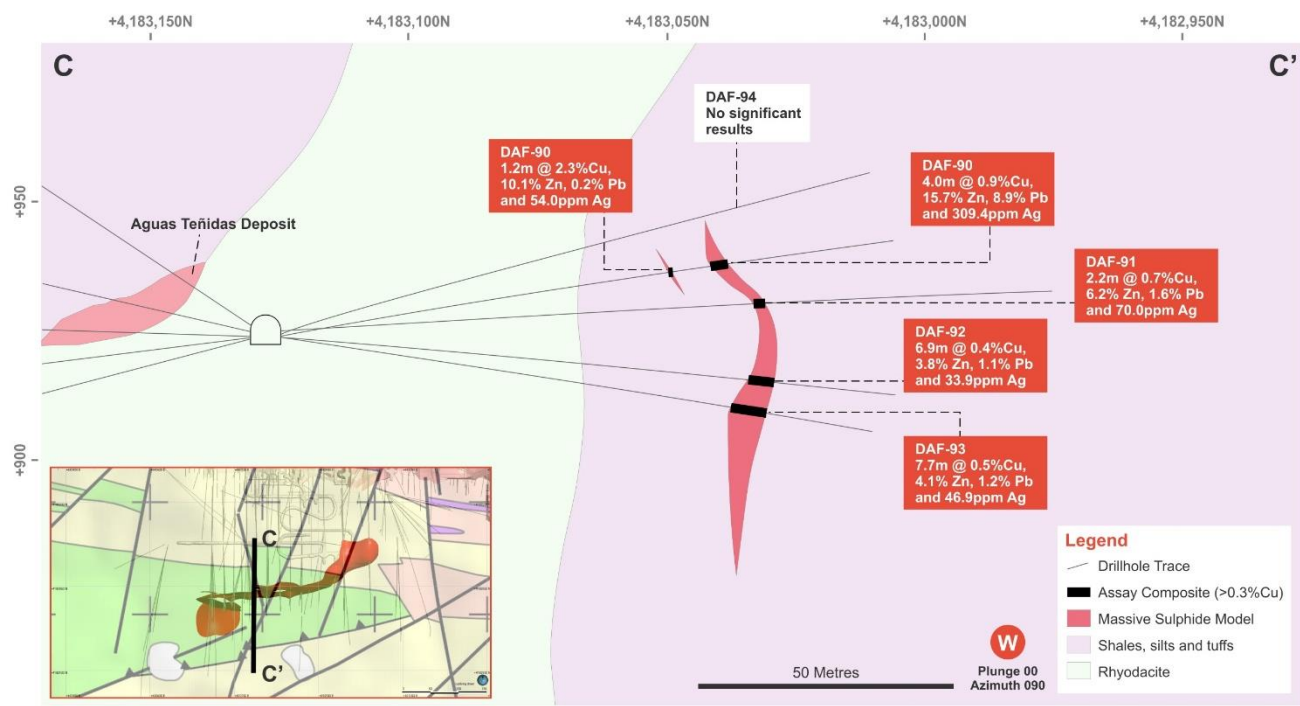 +4,183,150N
+4,183,100N
+4,183,050N
+4,183,000N
+4,182,950N
C
C'
+950
+900
Aguas Teñidas Deposit
DAF-94
No significant
results
DAF-90
1.2m @ 2.3%Cu,
10.1% Zn, 0.2% Pb
and 54.0ppm Ag
DAF-90
4.0m @ 0.9%Cu,
15.7% Zn, 8.9% Pb
and 309.4ppm Ag
DAF-91
2.2m @ 0.7%Cu,
6.2% Zn, 1.6% Pb
and 70.0ppm Ag
DAF-92
6.9m @ 0.4%Cu,
3.8% Zn, 1.1% Pb
and 33.9ppm Ag
DAF-93
7.7m @ 0.5%Cu,
4.1% Zn, 1.2% Pb
and 46.9ppm Ag
C
C'
50 Metres
W
Plunge 00
Azimuth 090
Legend
Drillhole Trace
Assay Composite (>0.3%Cu)
Massive Sulphide Model
Shales, silts and tuffs
Rhyodacite